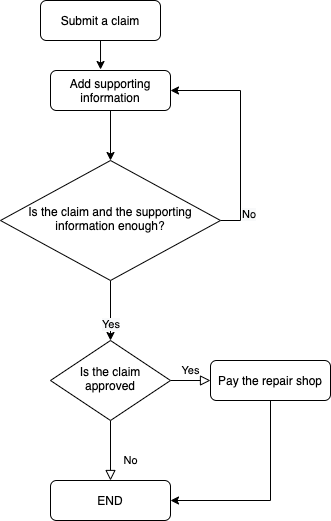 Submit a claim
Add supporting
information
Is the claim and the supporting
information enough?
No
Yes
Is the claim
approved
Yes
Pay the repair shop
No
END